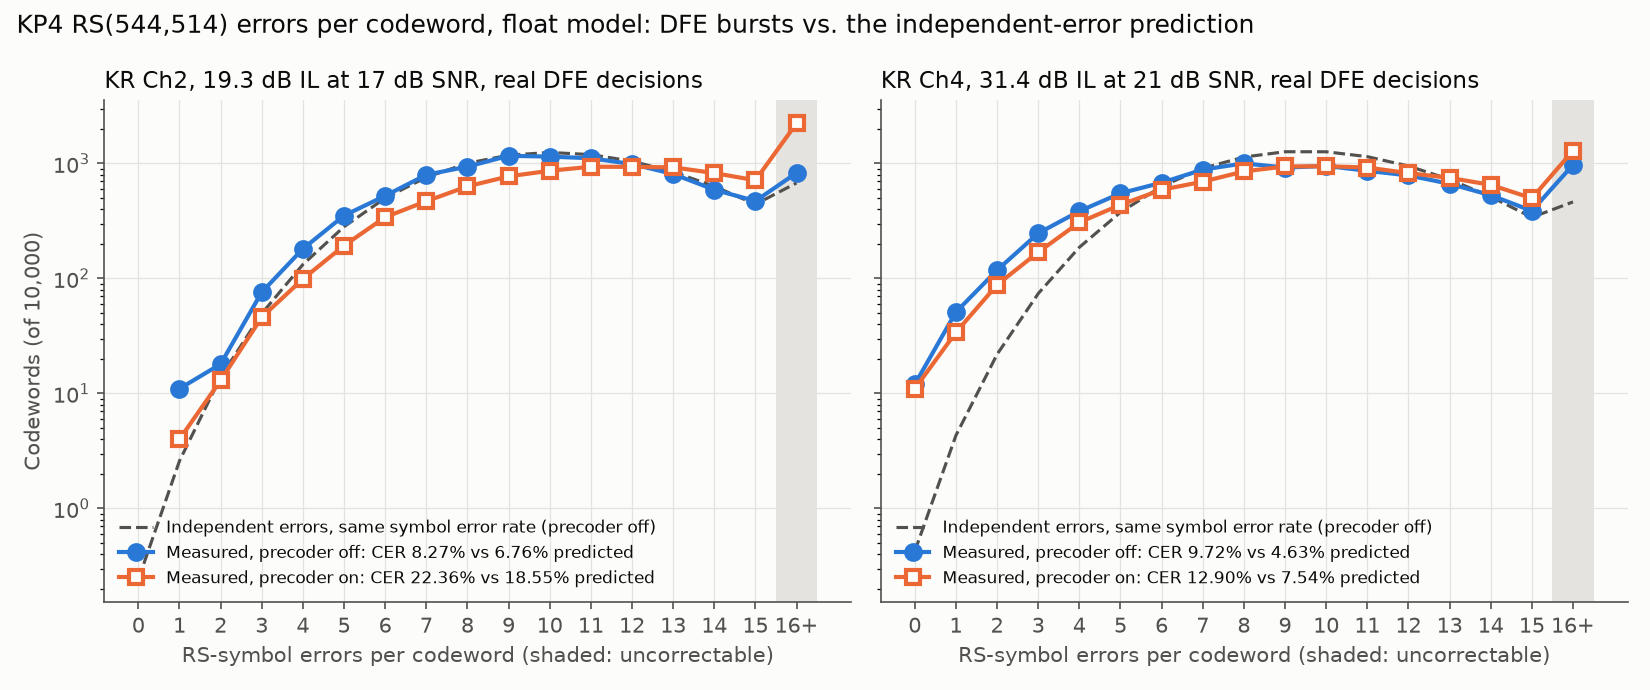 KP4 RS(544,514) errors per codeword, float model: DFE bursts vs. the independent-error prediction
KR Ch2, 19.3 dB IL at 17 dB SNR, real DFE decisions
Codewords (of 10,000)
10³
10²
10¹
10⁰
Independent errors, same symbol error rate (precoder off)
Measured, precoder off: CER 8.27% vs 6.76% predicted
Measured, precoder on: CER 22.36% vs 18.55% predicted
0 1 2 3 4 5 6 7 8 9 10 11 12 13 14 15 16+
RS-symbol errors per codeword (shaded: uncorrectable)
KR Ch4, 31.4 dB IL at 21 dB SNR, real DFE decisions
Independent errors, same symbol error rate (precoder off)
Measured, precoder off: CER 9.72% vs 4.63% predicted
Measured, precoder on: CER 12.90% vs 7.54% predicted
0 1 2 3 4 5 6 7 8 9 10 11 12 13 14 15 16+
RS-symbol errors per codeword (shaded: uncorrectable)